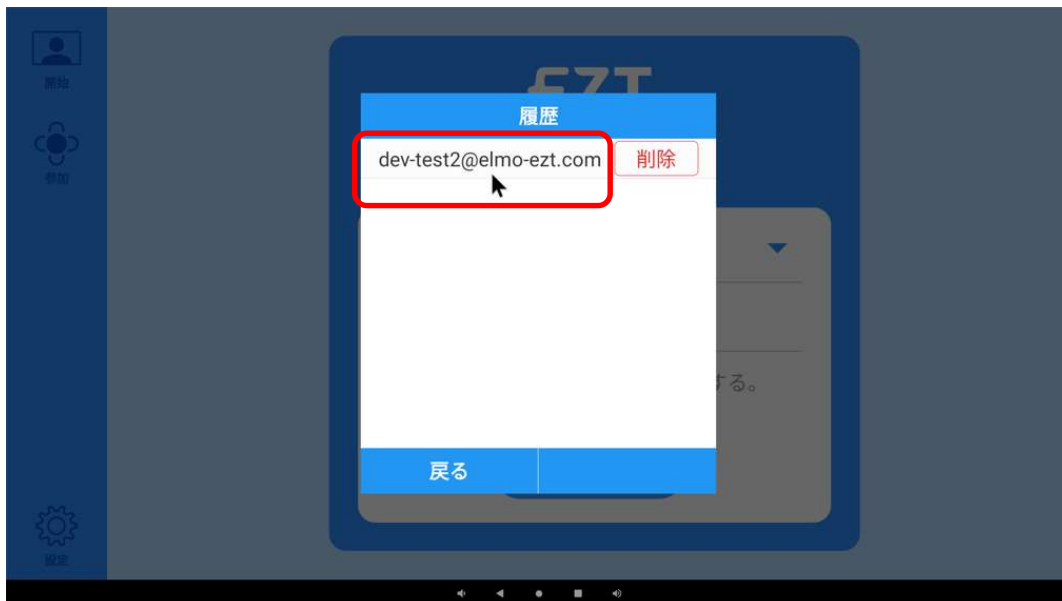 開始
参加
設定
EZT
履歴
dev-test2@elmo-ezt.com
削除
する。
戻る